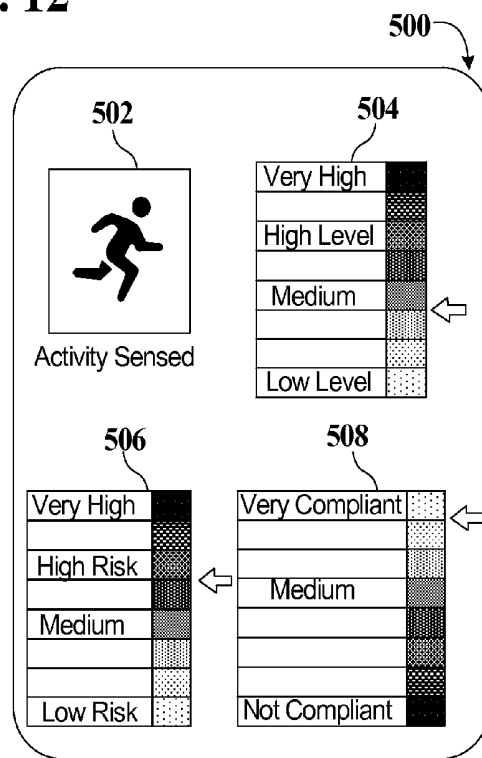 . 12
500
502
504
Very High
High Level
Medium
Low Level
Activity Sensed
506
508
Very High
High Risk
Medium
Low Risk
Very Compliant
Medium
Not Compliant